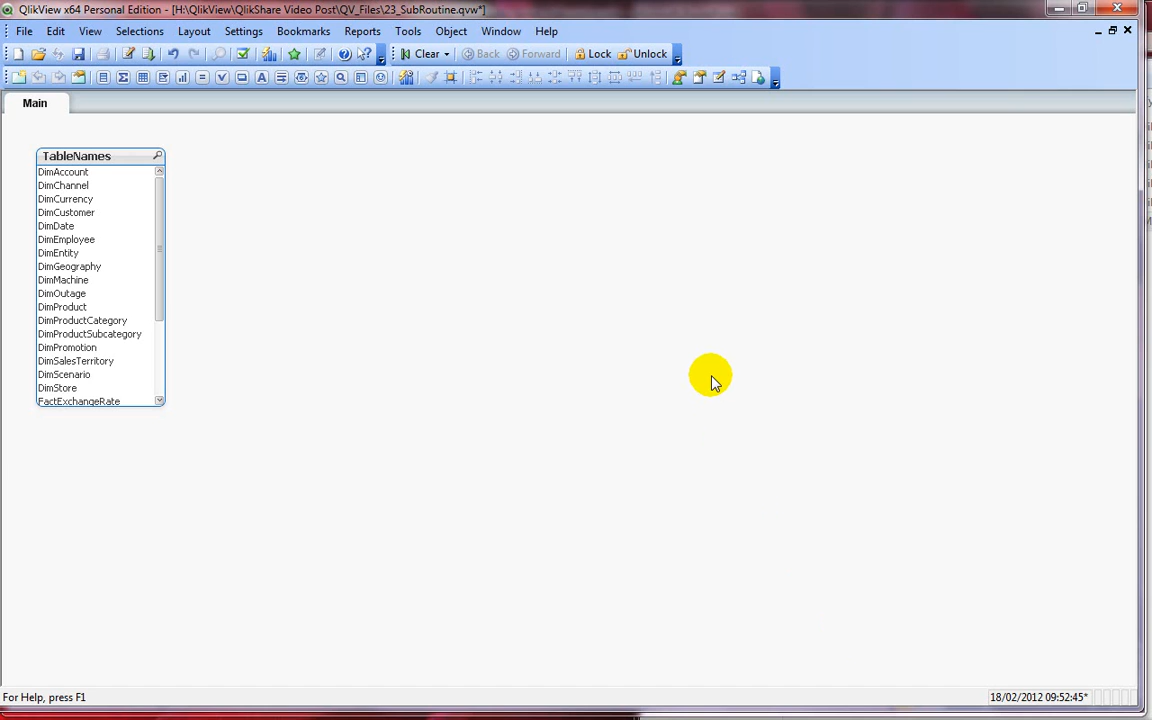 QlikView x64 Personal Edition - [H:\QlikView\QlikShare Video Post\QV_Files\23_SubRoutine.qvw*]
File Edit View Selections Layout Settings Bookmarks Reports Tools Object Window Help
Clear Back Forward Lock Unlock
Main
TableNames
DimAccount
DimChannel
DimCurrency
DimCustomer
DimDate
DimEmployee
DimEntity
DimGeography
DimMachine
DimOutage
DimProduct
DimProductCategory
DimProductSubcategory
DimPromotion
DimSalesTerritory
DimScenario
DimStore
FactExchangeRate
For Help, press F1
18/02/2012 09:52:45*